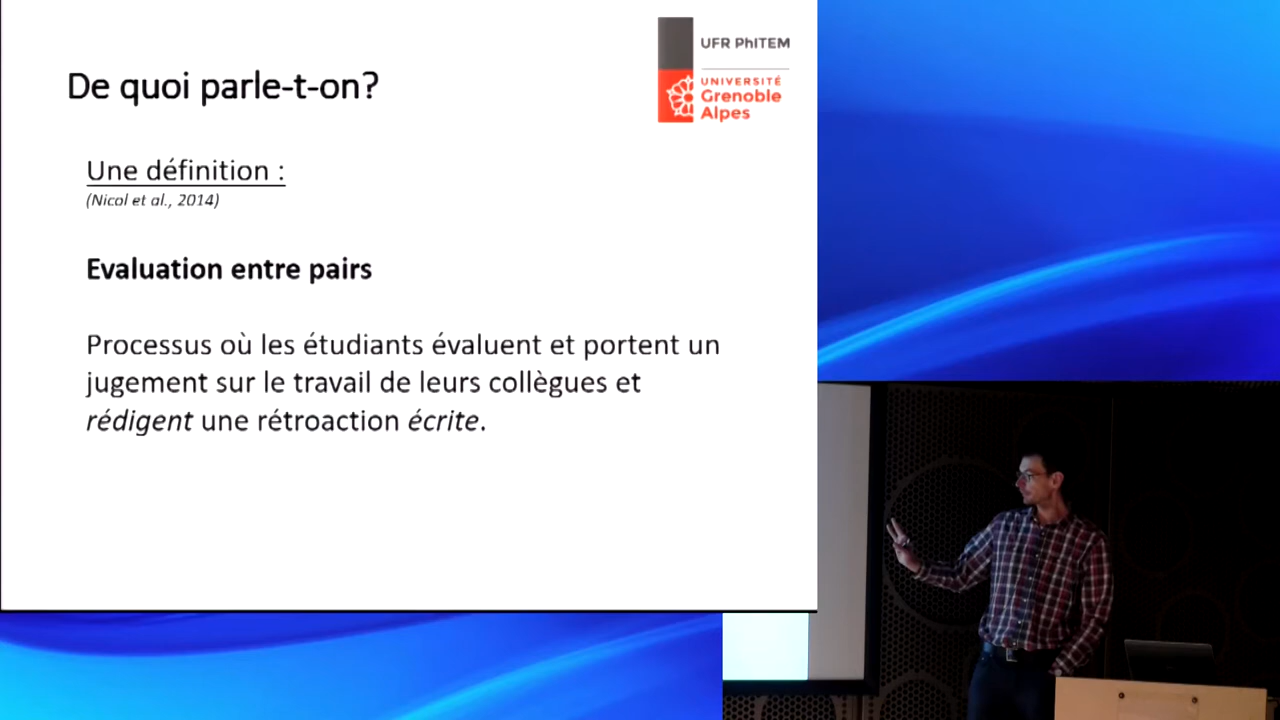 De quoi parle-t-on?
UFR PhITEM
UNIVERSITÉ
Grenoble
Alpes
Une définition :
(Nicol et al., 2014)
Evaluation entre pairs
Processus où les étudiants évaluent et portent un
jugement sur le travail de leurs collègues et
rédigent une rétroaction écrite.